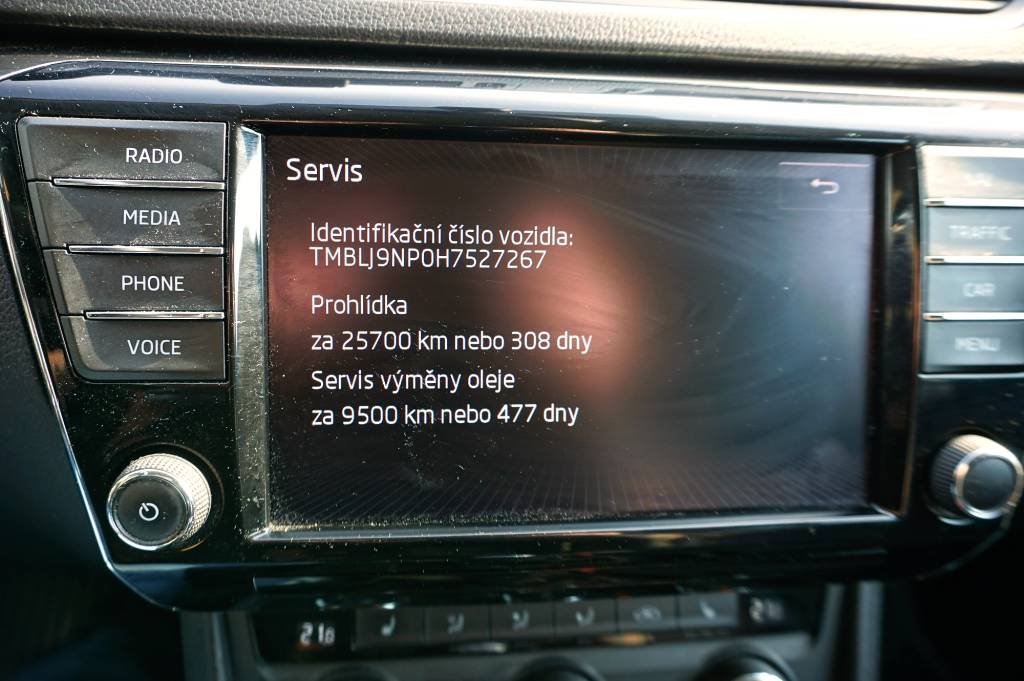 RADIO
MEDIA
PHONE
VOICE
Servis
Identifikační číslo vozidla:
TMBLJ9NP0H7527267
Prohlídka
za 25700 km nebo 308 dny
Servis výměny oleje
za 9500 km nebo 477 dny
TRAFFIC
CAR
MENU